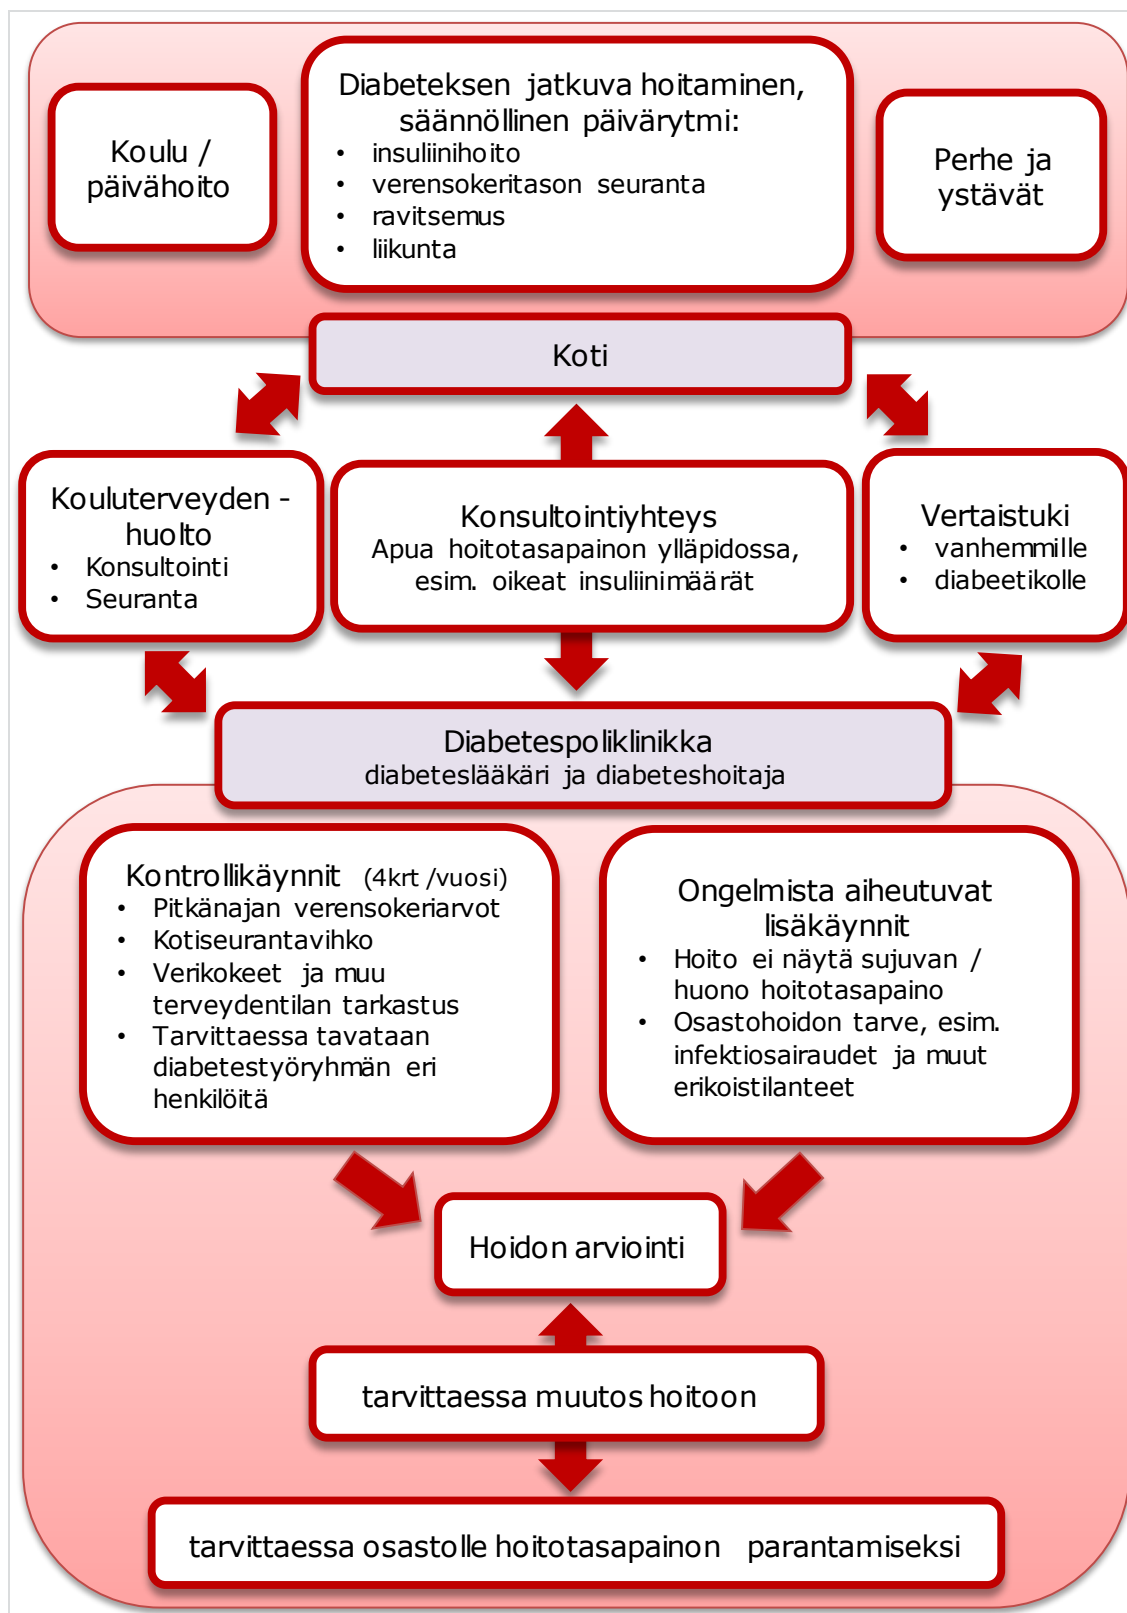 Koulu /
päivähoito
Diabeteksen jatkuva hoitaminen,
säännöllinen päivärytmi:
• insuliinihoito
• verensokeritason seuranta
• ravitsemus
• liikunta
Perhe ja
ystävät
Koti
Kouluterveyden -
huolto
• Konsultointi
• Seuranta
Konsultointiyhteys
Apua hoitotasapainon ylläpidossa,
esim. oikeat insuliinimäärät
Vertaistuki
• vanhemmille
• diabeetikolle
Diabetespoliklinikka
diabeteslääkäri ja diabeteshoitaja
Kontrollikäynnit (4krt /vuosi)
• Pitkänajan verensokeriarvot
• Kotiseurantavihko
• Verikokeet ja muu
terveydentilan tarkastus
• Tarvittaessa tavataan
diabetestyöryhmän eri
henkilöitä
Ongelmista aiheutuvat
lisäkäynnit
• Hoito ei näytä sujuvan /
huono hoitotasapaino
• Osastohoidon tarve, esim.
infektiosairaudet ja muut
erikoistilanteet
Hoidon arviointi
tarvittaessa muutos hoitoon
tarvittaessa osastolle hoitotasapainon parantamiseksi